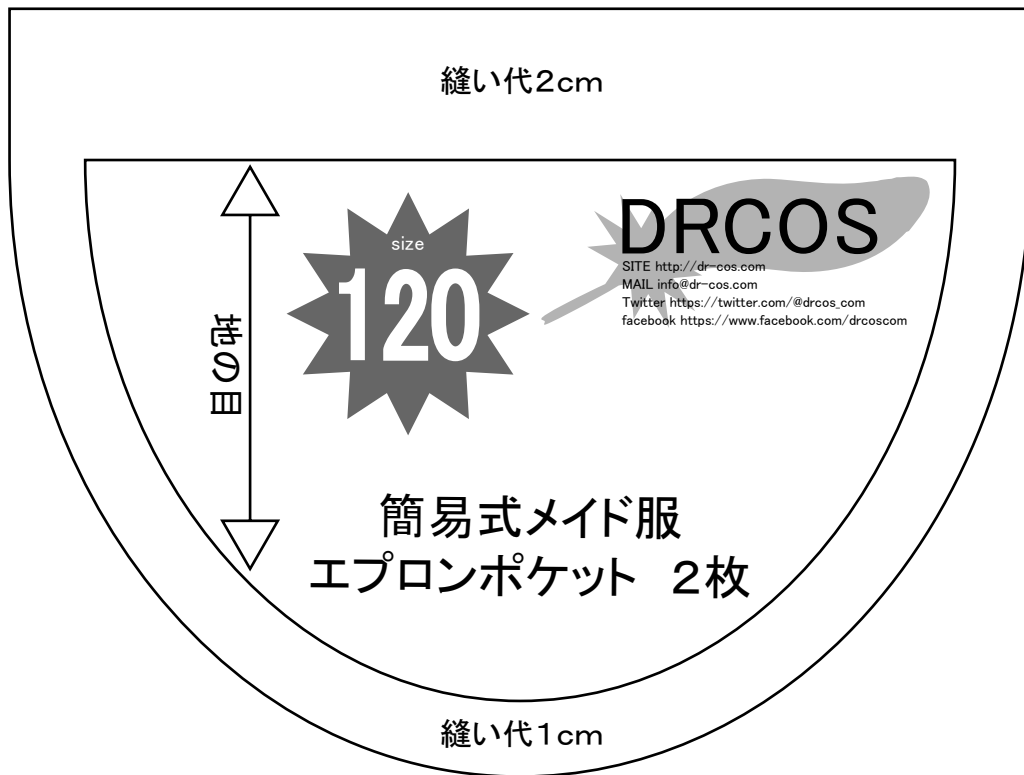 縫い代２cm
size
120
DRCOS
SITE http://dr-cos.com
MAIL info@dr-cos.com
Twitter https://twitter.com/@drcos_com
facebook https://www.facebook.com/drcoscom
地の目
簡易式メイド服
エプロンポケット　２枚
縫い代１cm